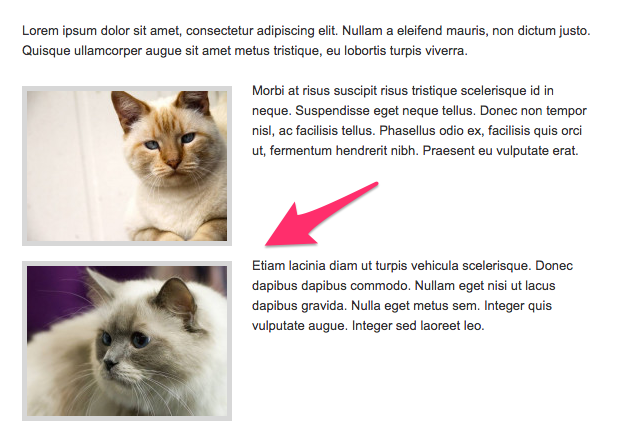 Lorem ipsum dolor sit amet, consectetur adipiscing elit. Nullam a eleifend mauris, non dictum justo.
Quisque ullamcorper augue sit amet metus tristique, eu lobortis turpis viverra.
Morbi at risus suscipit risus tristique scelerisque id in
neque. Suspendisse eget neque tellus. Donec non tempor
nisl, ac facilisis tellus. Phasellus odio ex, facilisis quis orci
ut, fermentum hendrerit nibh. Praesent eu vulputate erat.
Etiam lacinia diam ut turpis vehicula scelerisque. Donec
dapibus dapibus commodo. Nullam eget nisi ut lacus
dapibus gravida. Nulla eget metus sem. Integer quis
vulputate augue. Integer sed laoreet leo.